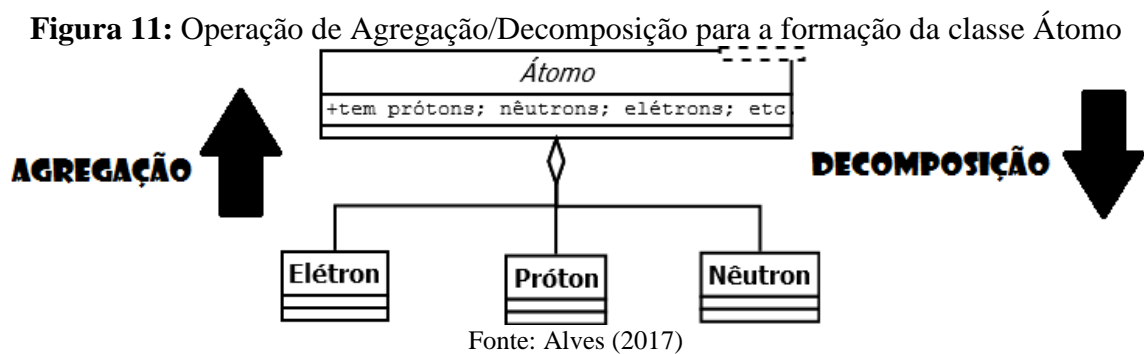 Figura 11: Operação de Agregação/Decomposição para a formação da classe Átomo
Átomo
+tem prótons; nêutrons; elétrons; etc.
AGREGAÇÃO
DECOMPOSIÇÃO
Elétron
Próton
Nêutron
Fonte: Alves (2017)